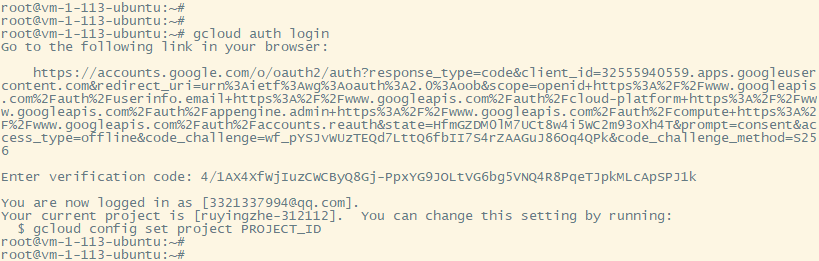 root@vm-1-113-ubuntu:~#
root@vm-1-113-ubuntu:~#
root@vm-1-113-ubuntu:~# gcloud auth login
Go to the following link in your browser:
https://accounts.google.com/o/oauth2/auth?response_type=code&client_id=32555940559.apps.googleuser
content.com&redirect_uri=urn%3Aietf%3Awg%3Aoauth%3A2.0%3Aoob&scope=openid+https%3A%2F%2Fwww.googleapis
.com%2Fauth%2Fuserinfo.email+https%3A%2F%2Fwww.googleapis.com%2Fauth%2Fcloud-platform+https%3A%2F%2Fww
w.googleapis.com%2Fauth%2Fappengine.admin+https%3A%2F%2Fwww.googleapis.com%2Fauth%2Fcompute+https%3A%2
F%2Fwww.googleapis.com%2Fauth%2Faccounts.reauth&state=HfmGZDM0lM7UCt8w4i5WC2m93oXh4T&prompt=consent&ac
cess_type=offline&code_challenge=wf_pYSJvWUzTEQd7LttQ6fbII7S4rZAAGuJ86Oq4QPk&code_challenge_method=S25
6
Enter verification code: 4/1AX4XfWjIuzCWCByQ8Gj-PpxYG9JOLtVG6bg5VNQ4R8PqeTJpkMLcApSPJ1k
You are now logged in as [3321337994@qq.com].
Your current project is [ruyingzhe-312112].  You can change this setting by running:
$ gcloud config set project PROJECT_ID
root@vm-1-113-ubuntu:~#
root@vm-1-113-ubuntu:~#